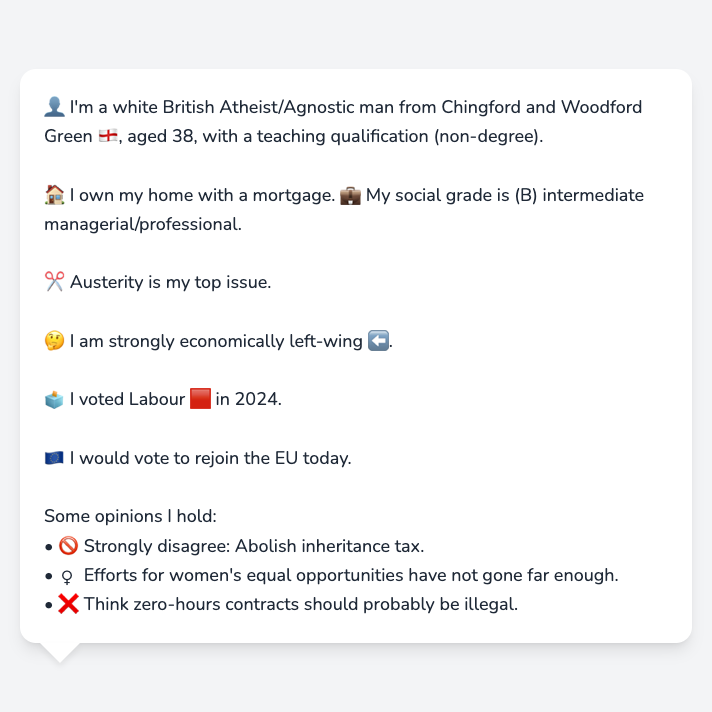 👤 I'm a white British Atheist/Agnostic man from Chingford and Woodford
Green 🏴󠁧󠁢󠁥󠁮󠁧󠁿, aged 38, with a teaching qualification (non-degree).
🏠 I own my home with a mortgage. 💼 My social grade is (B) intermediate
managerial/professional.
✂️ Austerity is my top issue.
🤔 I am strongly economically left-wing ⬅️.
🗳️ I voted Labour 🟥 in 2024.
🇪🇺 I would vote to rejoin the EU today.
Some opinions I hold:
• 🚫 Strongly disagree: Abolish inheritance tax.
• ♀ Efforts for women's equal opportunities have not gone far enough.
• ❌ Think zero-hours contracts should probably be illegal.